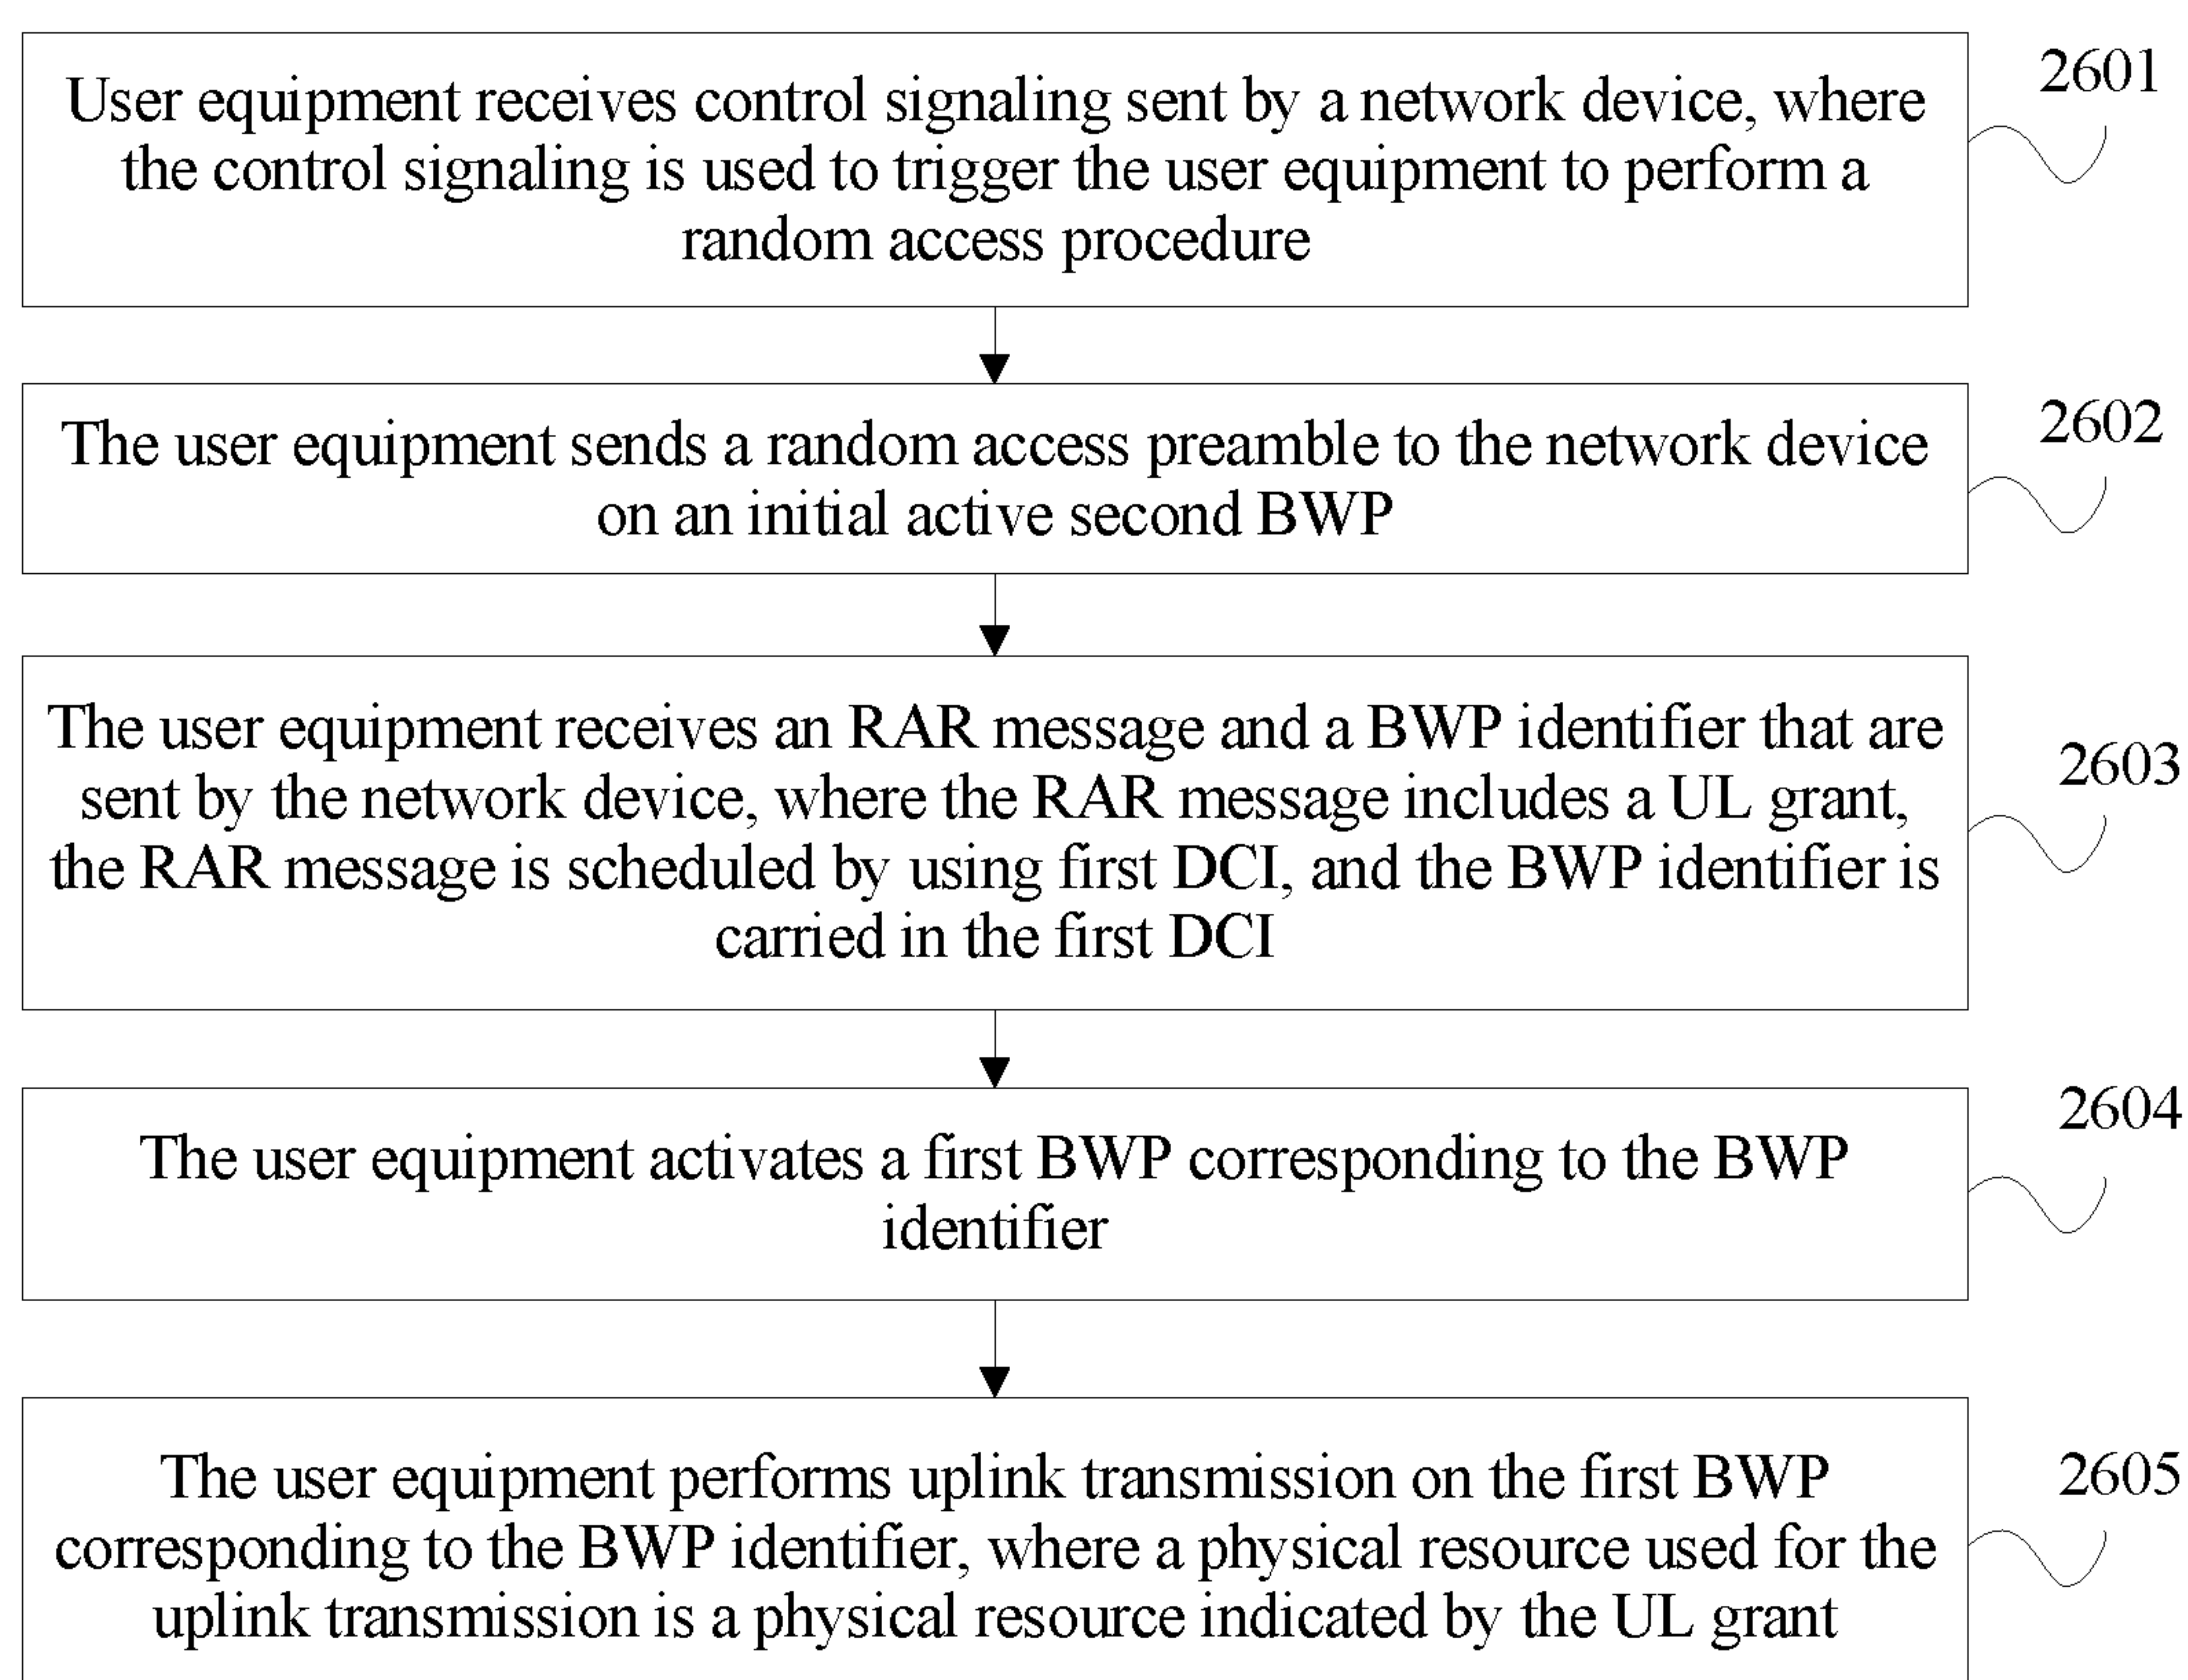 User equipment receives control signaling sent by a network device, where
the control signaling is used to trigger the user equipment to perform a
random access procedure
2601
The user equipment sends a random access preamble to the network device
on an initial active second BWP
2602
The user equipment receives an RAR message and a BWP identifier that are
sent by the network device, where the RAR message includes a UL grant,
the RAR message is scheduled by using first DCI, and the BWP identifier is
carried in the first DCI
2603
The user equipment activates a first BWP corresponding to the BWP
identifier
2604
The user equipment performs uplink transmission on the first BWP
corresponding to the BWP identifier, where a physical resource used for the
uplink transmission is a physical resource indicated by the UL grant
2605